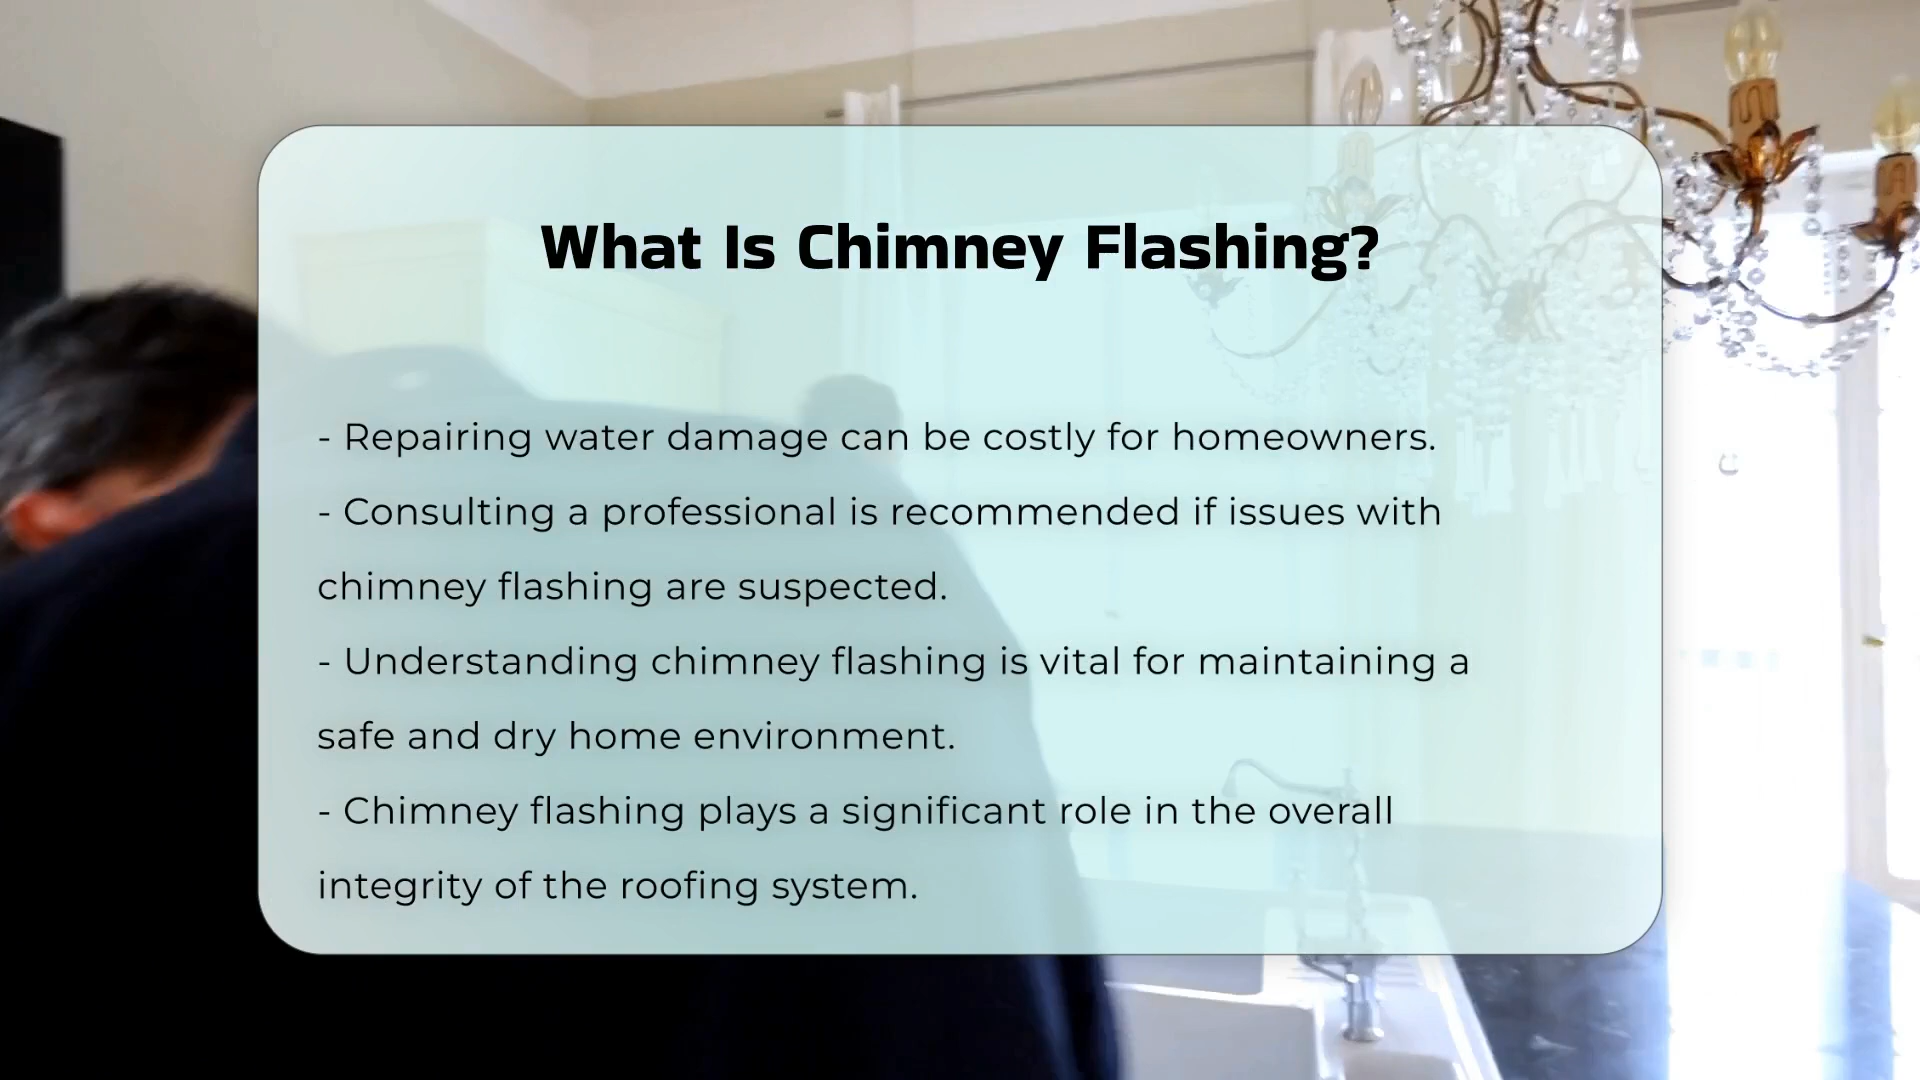 What Is Chimney Flashing?
- Repairing water damage can be costly for homeowners.
- Consulting a professional is recommended if issues with
chimney flashing are suspected.
- Understanding chimney flashing is vital for maintaining a
safe and dry home environment.
- Chimney flashing plays a significant role in the overall
integrity of the roofing system.